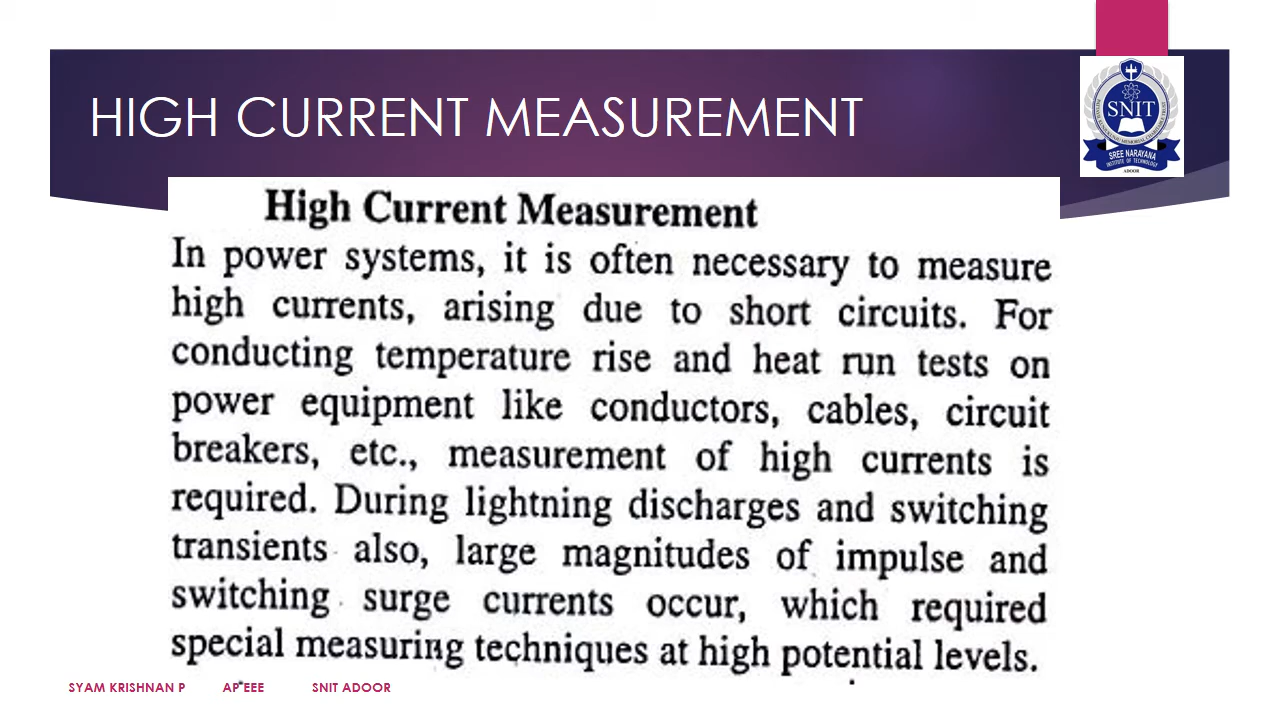 HIGH CURRENT MEASUREMENT
SNIT
SREE NARAYANA
INSTITUTE OF TECHNOLOGY
ADOOR
High Current Measurement
In power systems, it is often necessary to measure
high currents, arising due to short circuits. For
conducting temperature rise and heat run tests on
power equipment like conductors, cables, circuit
breakers, etc., measurement of high currents is
required. During lightning discharges and switching
transients also, large magnitudes of impulse and
switching surge currents occur, which required
special measuring techniques at high potential levels.
SYAM KRISHNAN P AP EEE SNIT ADOOR